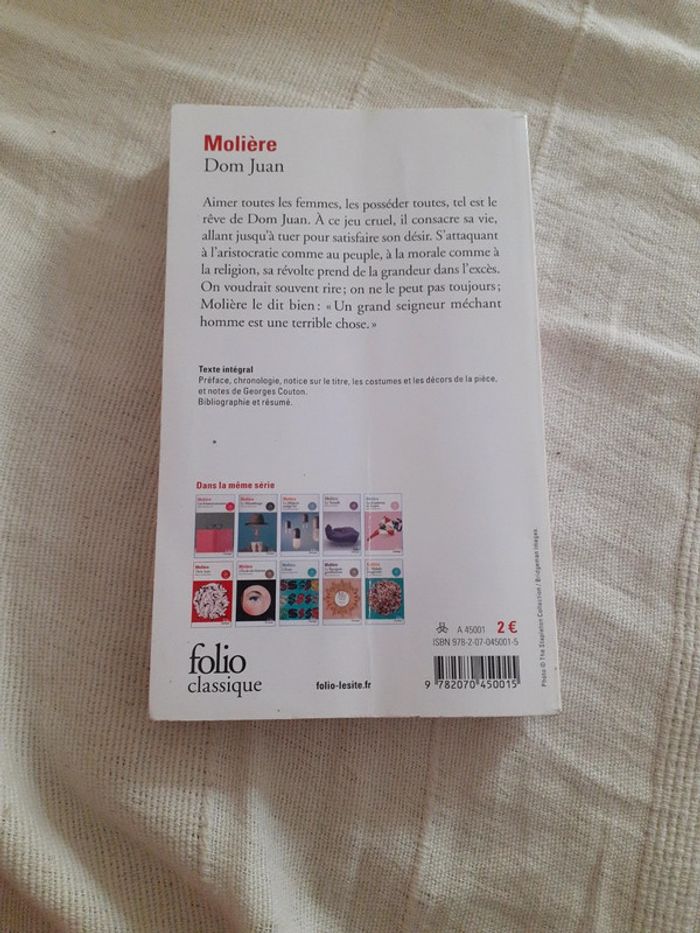 Molière
Dom Juan
Aimer toutes les femmes, les posséder toutes, tel est le
rêve de Dom Juan. À ce jeu cruel, il consacre sa vie,
allant jusqu'à tuer pour satisfaire son désir. S'attaquant
à l'aristocratie comme au peuple, à la morale comme à
la religion, sa révolte prend de la grandeur dans l'excès.
On voudrait souvent rire ; on ne le peut pas toujours ;
Molière le dit bien : « Un grand seigneur méchant
homme est une terrible chose. »
Texte intégral
Préface, chronologie, notice sur le titre, les costumes et les décors de la pièce,
et notes de Georges Couton.
Bibliographie et résumé.
Dans la même série
A 45001 2 €
ISBN 978-2-07-045001-5
9 782070 450015
folio
classique
folio-lesite.fr
Photo © The Stapleton Collection / Bridgeman Images.